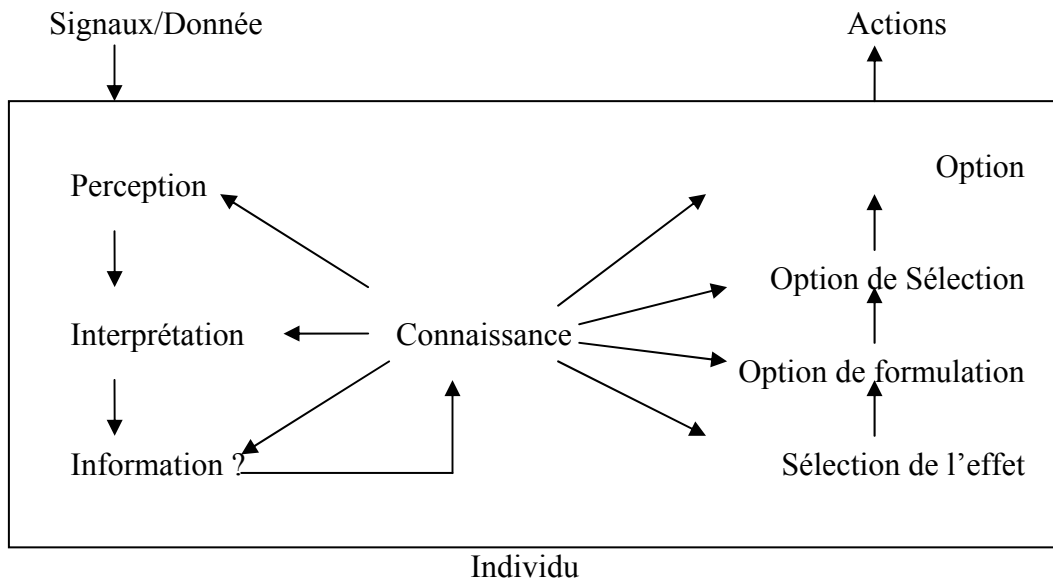 Signaux/Donnée
Actions
Option
Perception
Option de Sélection
Interprétation
Connaissance
Option de formulation
Information ?
Sélection de l’effet
Individu